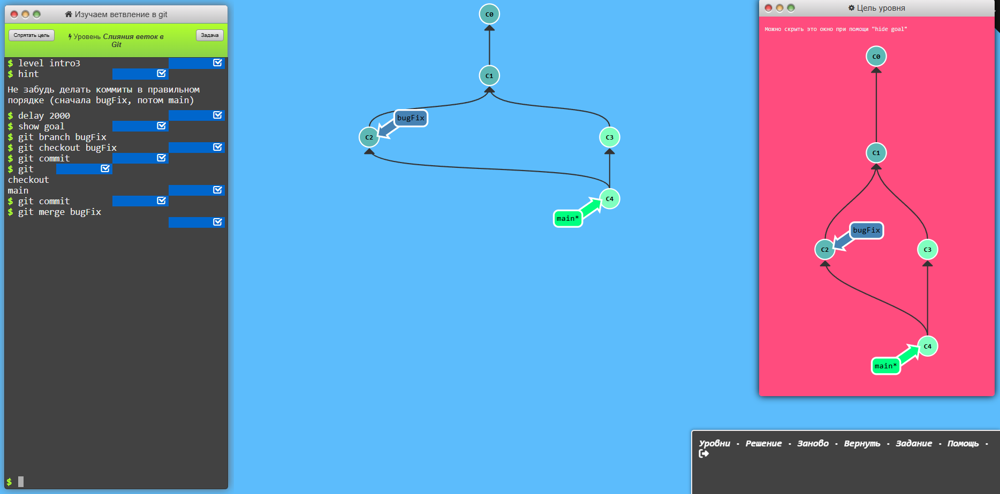 Изучаем ветвление в git
Спрятать цель
Уровень Слияния веток в
Git
Задача
$ level intro3
$ hint
Не забудь делать коммиты в правильном
порядке (сначала bugFix, потом main)
$ delay 2000
$ show goal
$ git branch bugFix
$ git checkout bugFix
$ git commit
$ git
checkout
main
$ git commit
$ git merge bugFix
$
C0
C1
bugFix
C2
C3
C4
main*
Цель уровня
Можно скрыть это окно при помощи "hide goal"
C0
C1
bugFix
C2
C3
C4
main*
Уровни · Решение · Заново · Вернуть · Задание · Помощь ·